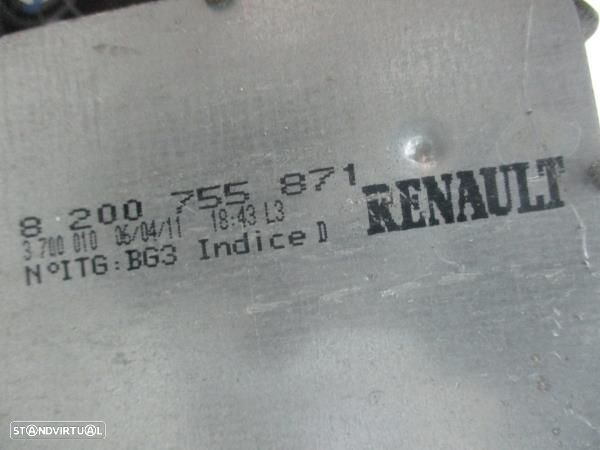 8 200 755 871
RENAULT
3 700 010 06/04/11 18:43 L3
N°ITG:BG3 Indice D
STANDVIRTUAL